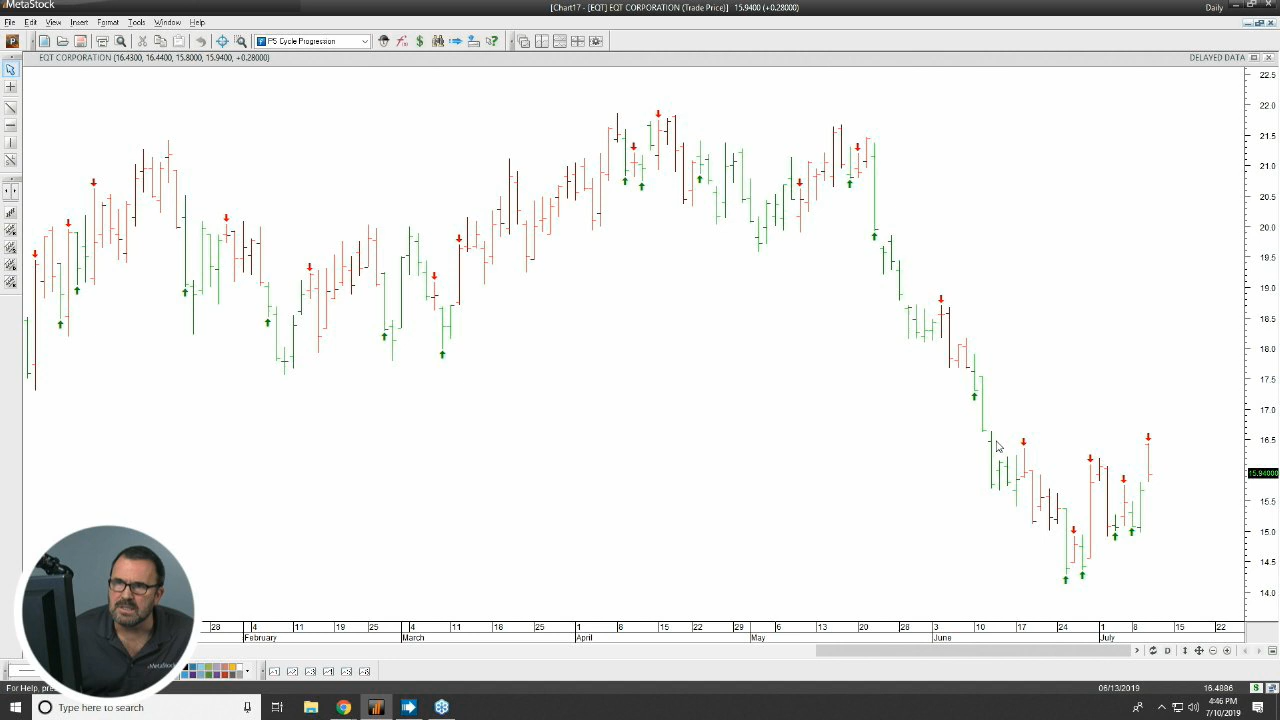 MetaStock
[Chart17 - [EQT] EQT CORPORATION (Trade Price)]   15.9400 (+0.28000)
Daily
File Edit View Insert Format Tools Window Help
PS Cycle Progression
EQT CORPORATION (16.4300, 16.4400, 15.8000, 15.9400, +0.28000)
DELAYED DATA
22.5
22.0
21.5
21.0
20.5
20.0
19.5
19.0
18.5
18.0
17.5
17.0
16.5
15.94000
15.5
15.0
14.5
14.0
28 4 11 19 25 4 11 18 25 1 8 15 22 29 6 13 20 28 3 10 17 24 1 8 15 22
February March April May June July
MetaStock
For Help, pre
06/13/2019 16.4886
Type here to search
4:46 PM
7/10/2019